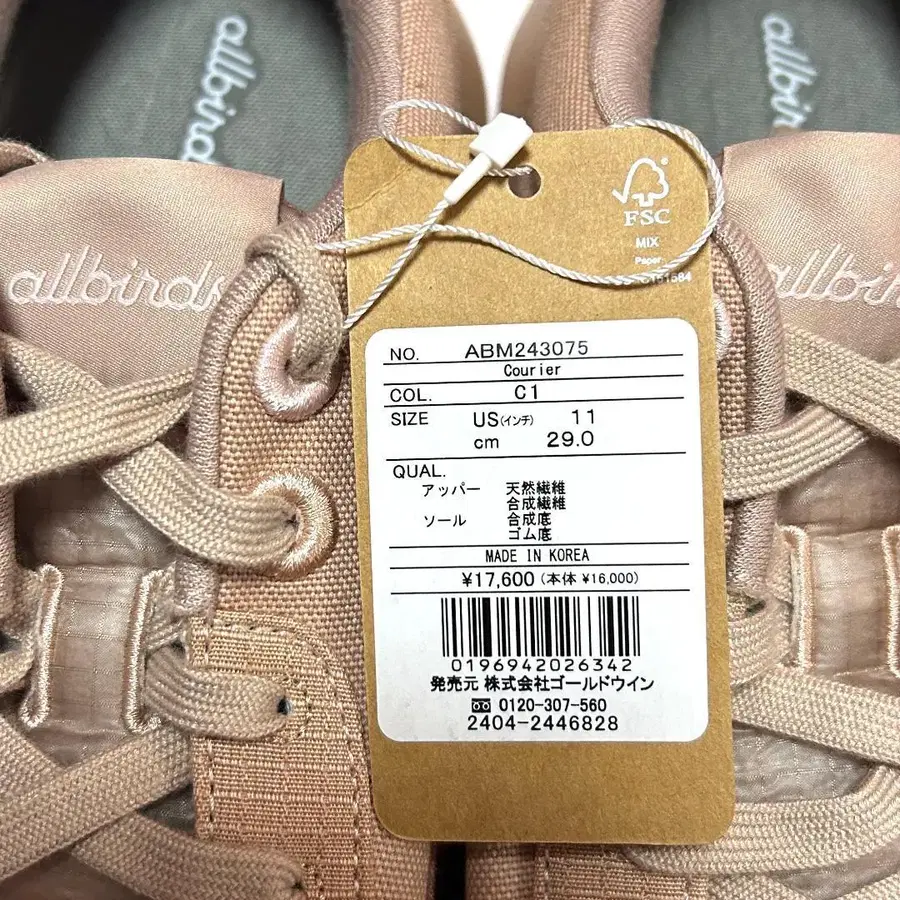 allbirds
allbirds
allbirds
allbirds
FSC
MIX
Paper
NO. ABM243075
Courier
COL. C1
SIZE US(インチ) 11
cm 29.0
QUAL.
アッパー 天然繊維
合成繊維
ソール 合成底
ゴム底
MADE IN KOREA
¥17,600(本体 ¥16,000)
0196942026342
発売元 株式会社ゴールドウイン
0120-307-560
2404-2446828